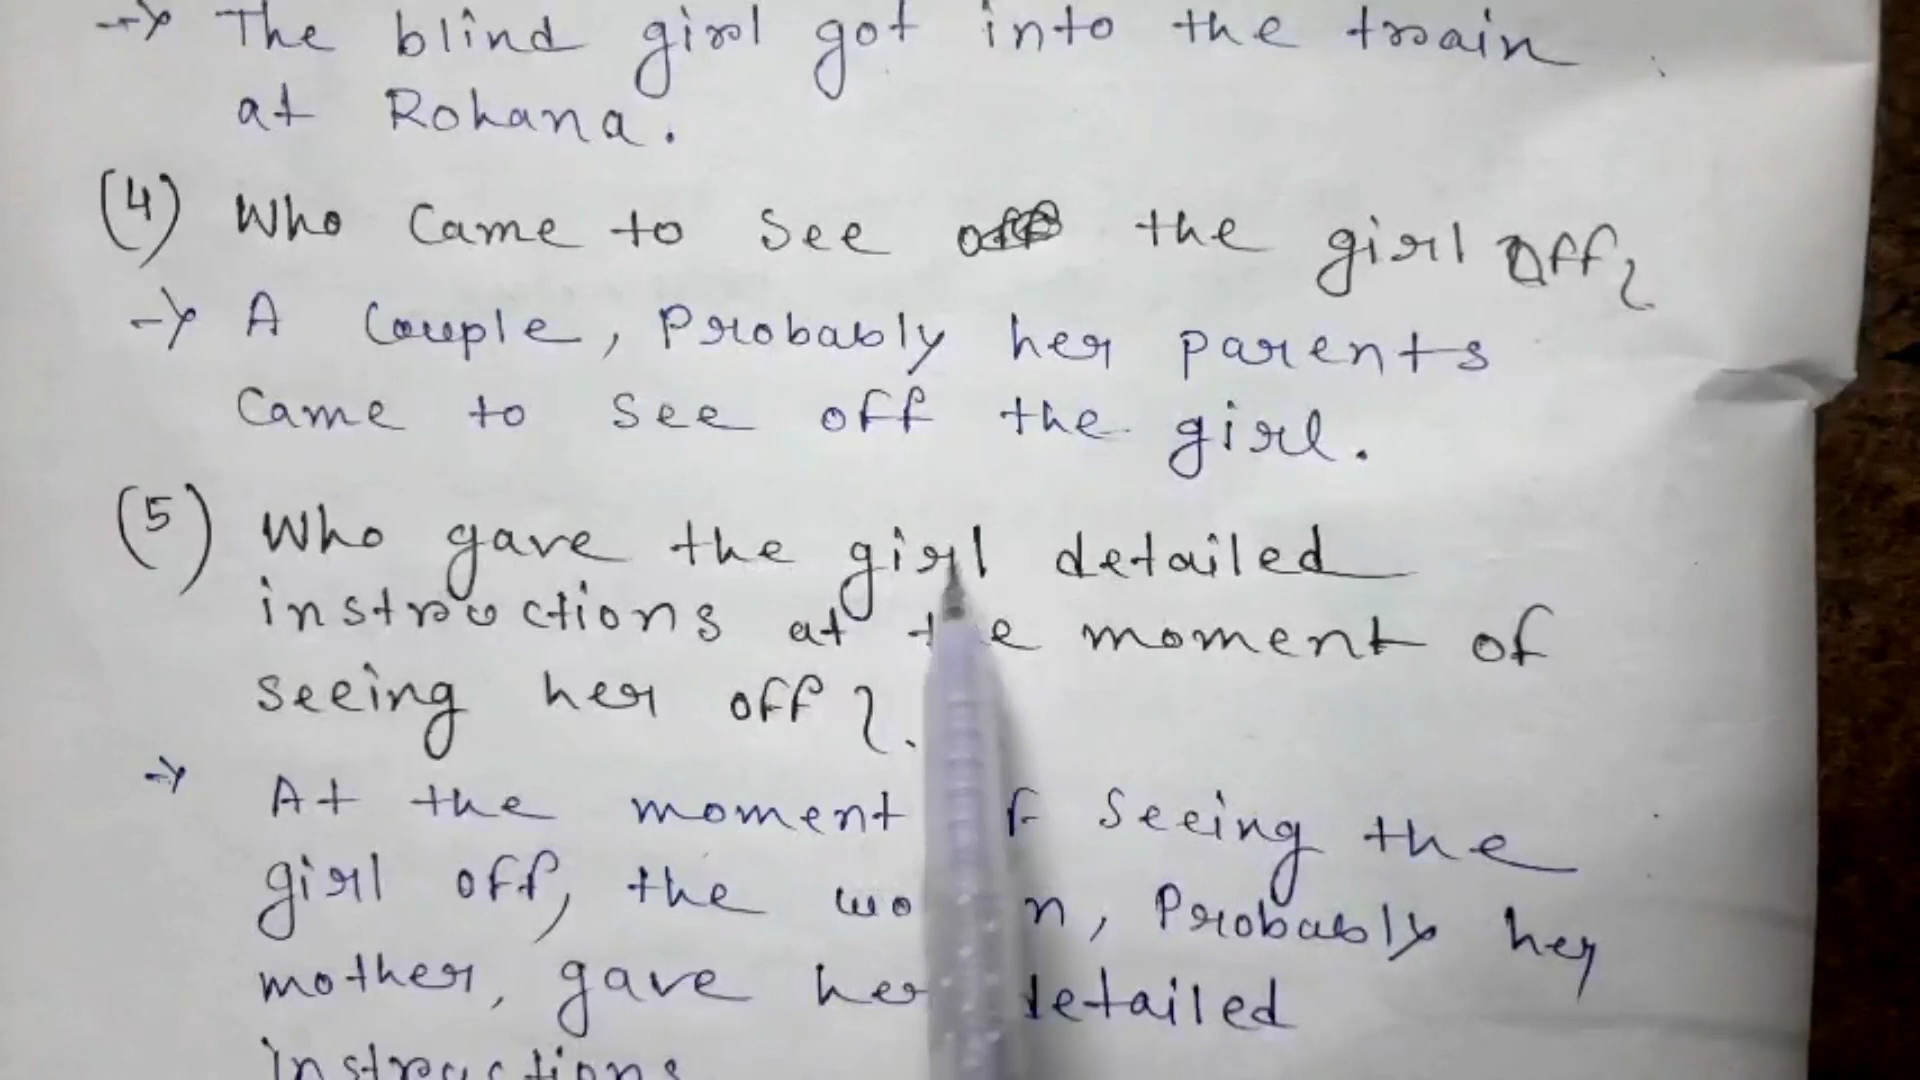 → The blind girl got into the train
at Rohana.
(4) Who came to see the girl off?
→ A couple, Probably her parents
came to see off the girl.
(5) Who gave the girl detailed
instructions at the moment of
seeing her off ?.
→ At the moment of seeing the
girl off, the woman, Probably her
mother, gave her detailed
instructions